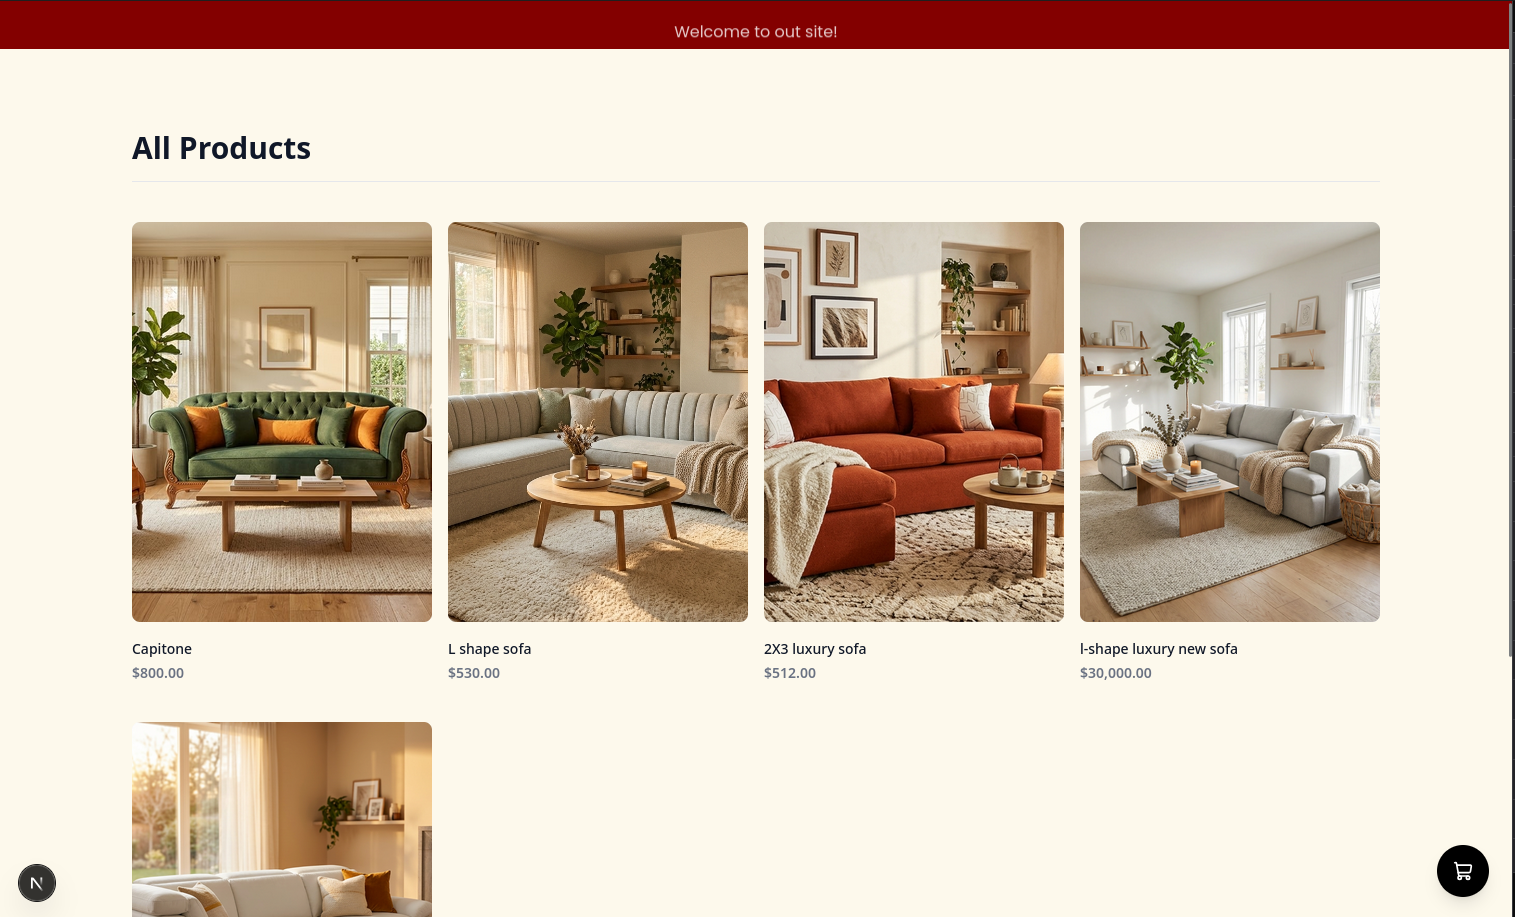 Welcome to out site!
All Products
Capitone
$800.00
L shape sofa
$530.00
2X3 luxury sofa
$512.00
l-shape luxury new sofa
$30,000.00
N